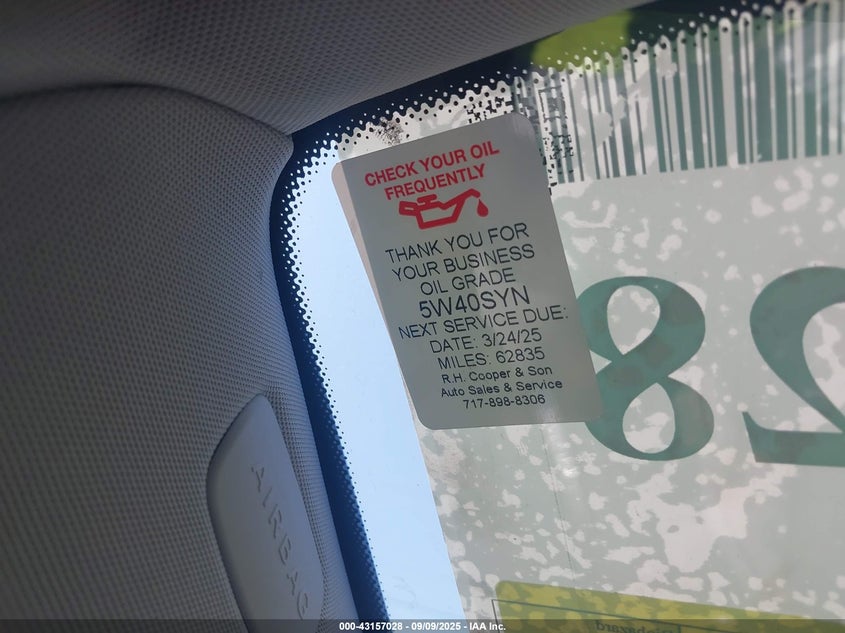 CHECK YOUR OIL
FREQUENTLY
THANK YOU FOR
YOUR BUSINESS
OIL GRADE
5W40SYN
NEXT SERVICE DUE:
DATE: 3/24/25
MILES: 62835
R.H. Cooper & Son
Auto Sales & Service
717-898-8306
28
AIRBAG
000-43157028 - 09/09/2025 - IAA Inc.